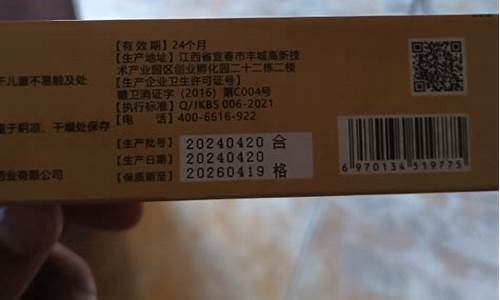 【有效期】24个月
【生产地址】江西省宜春市丰城高新技
术产业园区创业孵化园二十二栋二楼
于儿童不易触及处
【生产企业卫生许可证号】
赣卫消证字（2016）第C004号
【执行标准】Q/JKBS 006-2021
置于阴凉、干燥处保存
【电 话】400-6616-922
【生产批号】20240420 合
【生产日期】20240420
药业有限公司
【保质期至】20260419 格
6 970134 519775